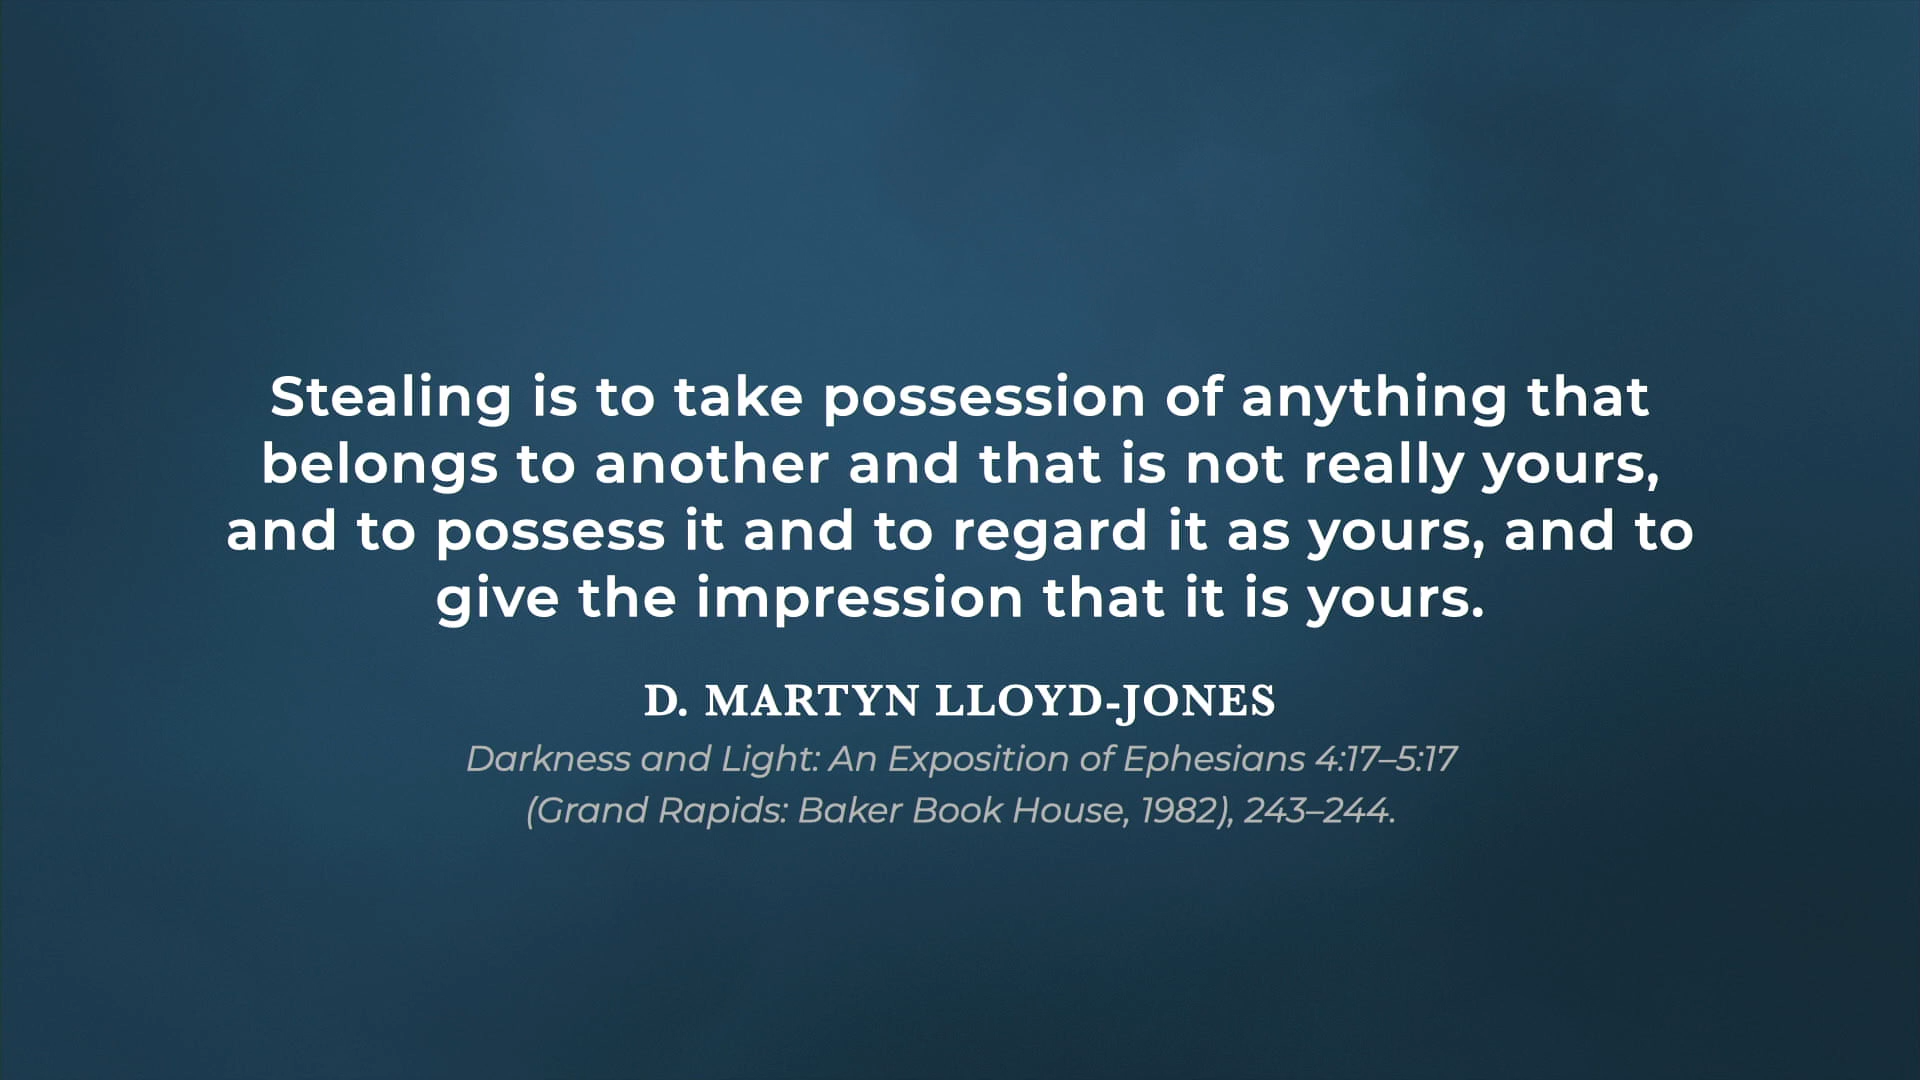 Stealing is to take possession of anything that
belongs to another and that is not really yours,
and to possess it and to regard it as yours, and to
give the impression that it is yours.
D. MARTYN LLOYD-JONES
Darkness and Light: An Exposition of Ephesians 4:17–5:17
(Grand Rapids: Baker Book House, 1982), 243–244.